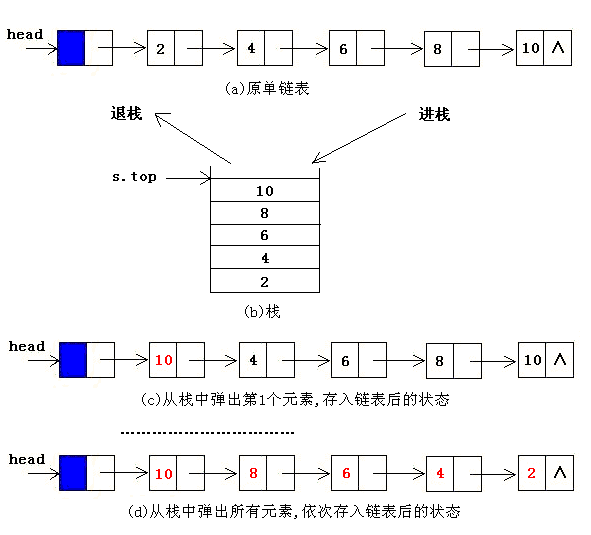 head
2 4 6 8 10 ∧
(a)原单链表
退栈 进栈
s.top
10
8
6
4
2
(b)栈
head
10 4 6 8 10 ∧
(c)从栈中弹出第1个元素,存入链表后的状态
head
10 8 6 4 2 ∧
(d)从栈中弹出所有元素,依次存入链表后的状态